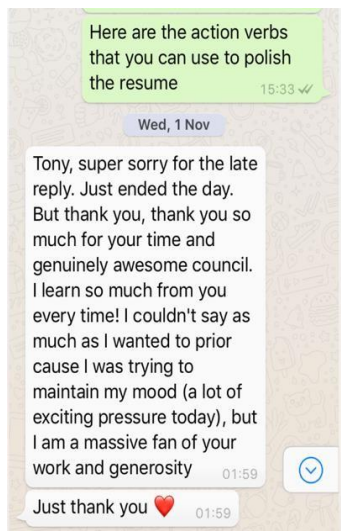 Here are the action verbs
that you can use to polish
the resume
15:33
Wed, 1 Nov
Tony, super sorry for the late
reply. Just ended the day.
But thank you, thank you so
much for your time and
genuinely awesome council.
I learn so much from you
every time! I couldn't say as
much as I wanted to prior
cause I was trying to
maintain my mood (a lot of
exciting pressure today), but
I am a massive fan of your
work and generosity
01:59
Just thank you ❤️ 01:59